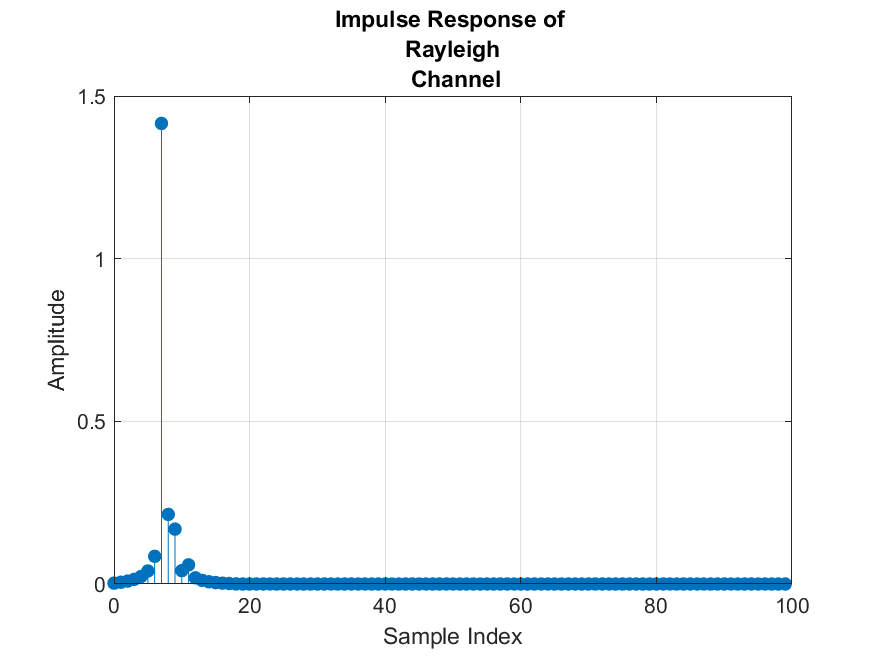 Impulse Response of
Rayleigh
Channel
1.5
1
0.5
0
Amplitude
0 20 40 60 80 100
Sample Index